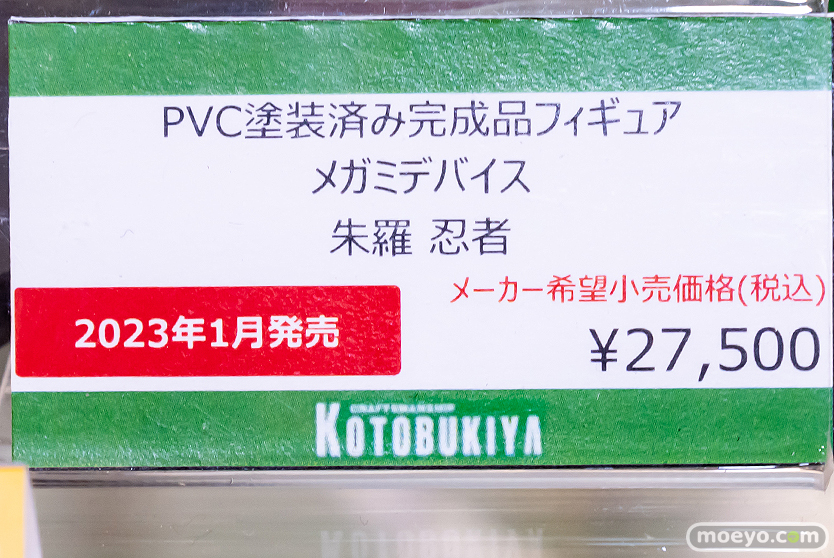 PVC塗装済み完成品フィギュア
メガミデバイス
朱羅 忍者
メーカー希望小売価格(税込)
2023年1月発売
¥27,500
CRAFTSMANSHIP
KOTOBUKIYA
KOTOBUKIYA
moeyo.com